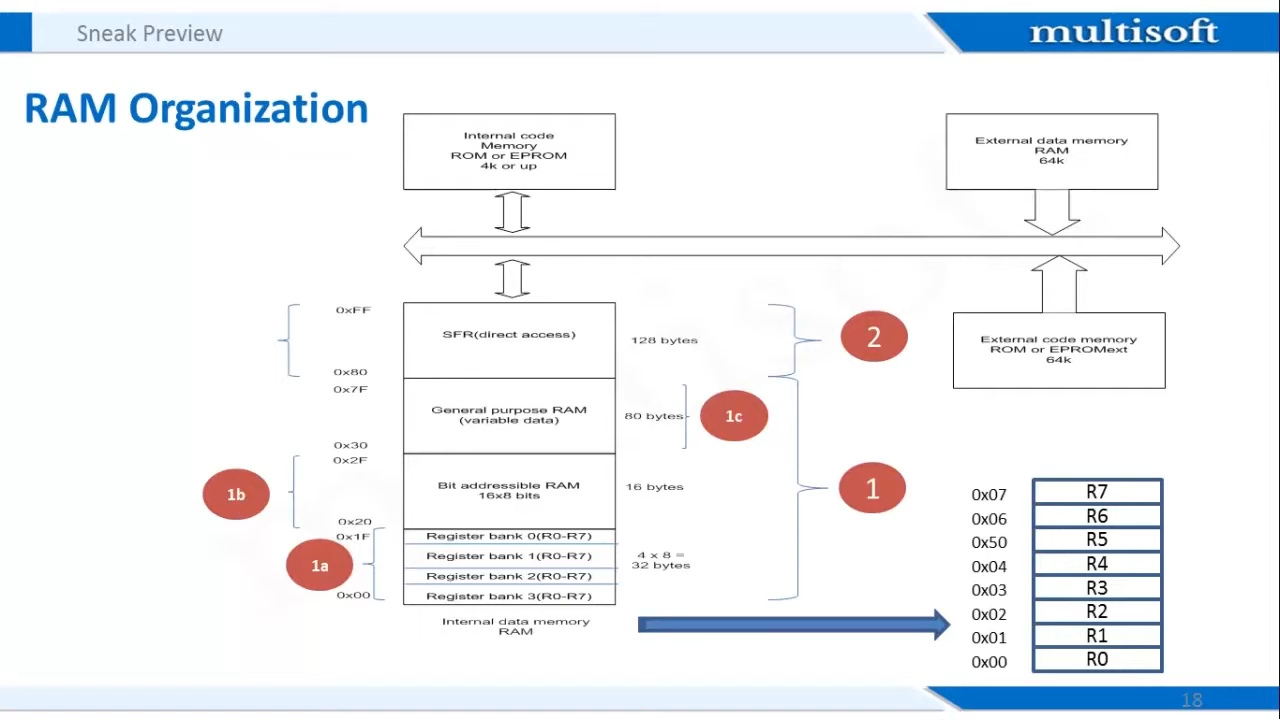 Sneak Preview
multisoft
RAM Organization
Internal code
Memory
ROM or EPROM
4k or up
External data memory
RAM
64k
External code memory
ROM or EPROMext
64k
0xFF
SFR(direct access)
128 bytes
2
0x80
0x7F
General purpose RAM
(variable data)
80 bytes
1c
0x30
0x2F
1b
Bit addressible RAM
16x8 bits
16 bytes
1
0x20
0x1F
Register bank 0(R0-R7)
1a
Register bank 1(R0-R7)
4 x 8 =
32 bytes
Register bank 2(R0-R7)
0x00
Register bank 3(R0-R7)
Internal data memory
RAM
0x07 R7
0x06 R6
0x50 R5
0x04 R4
0x03 R3
0x02 R2
0x01 R1
0x00 R0
18